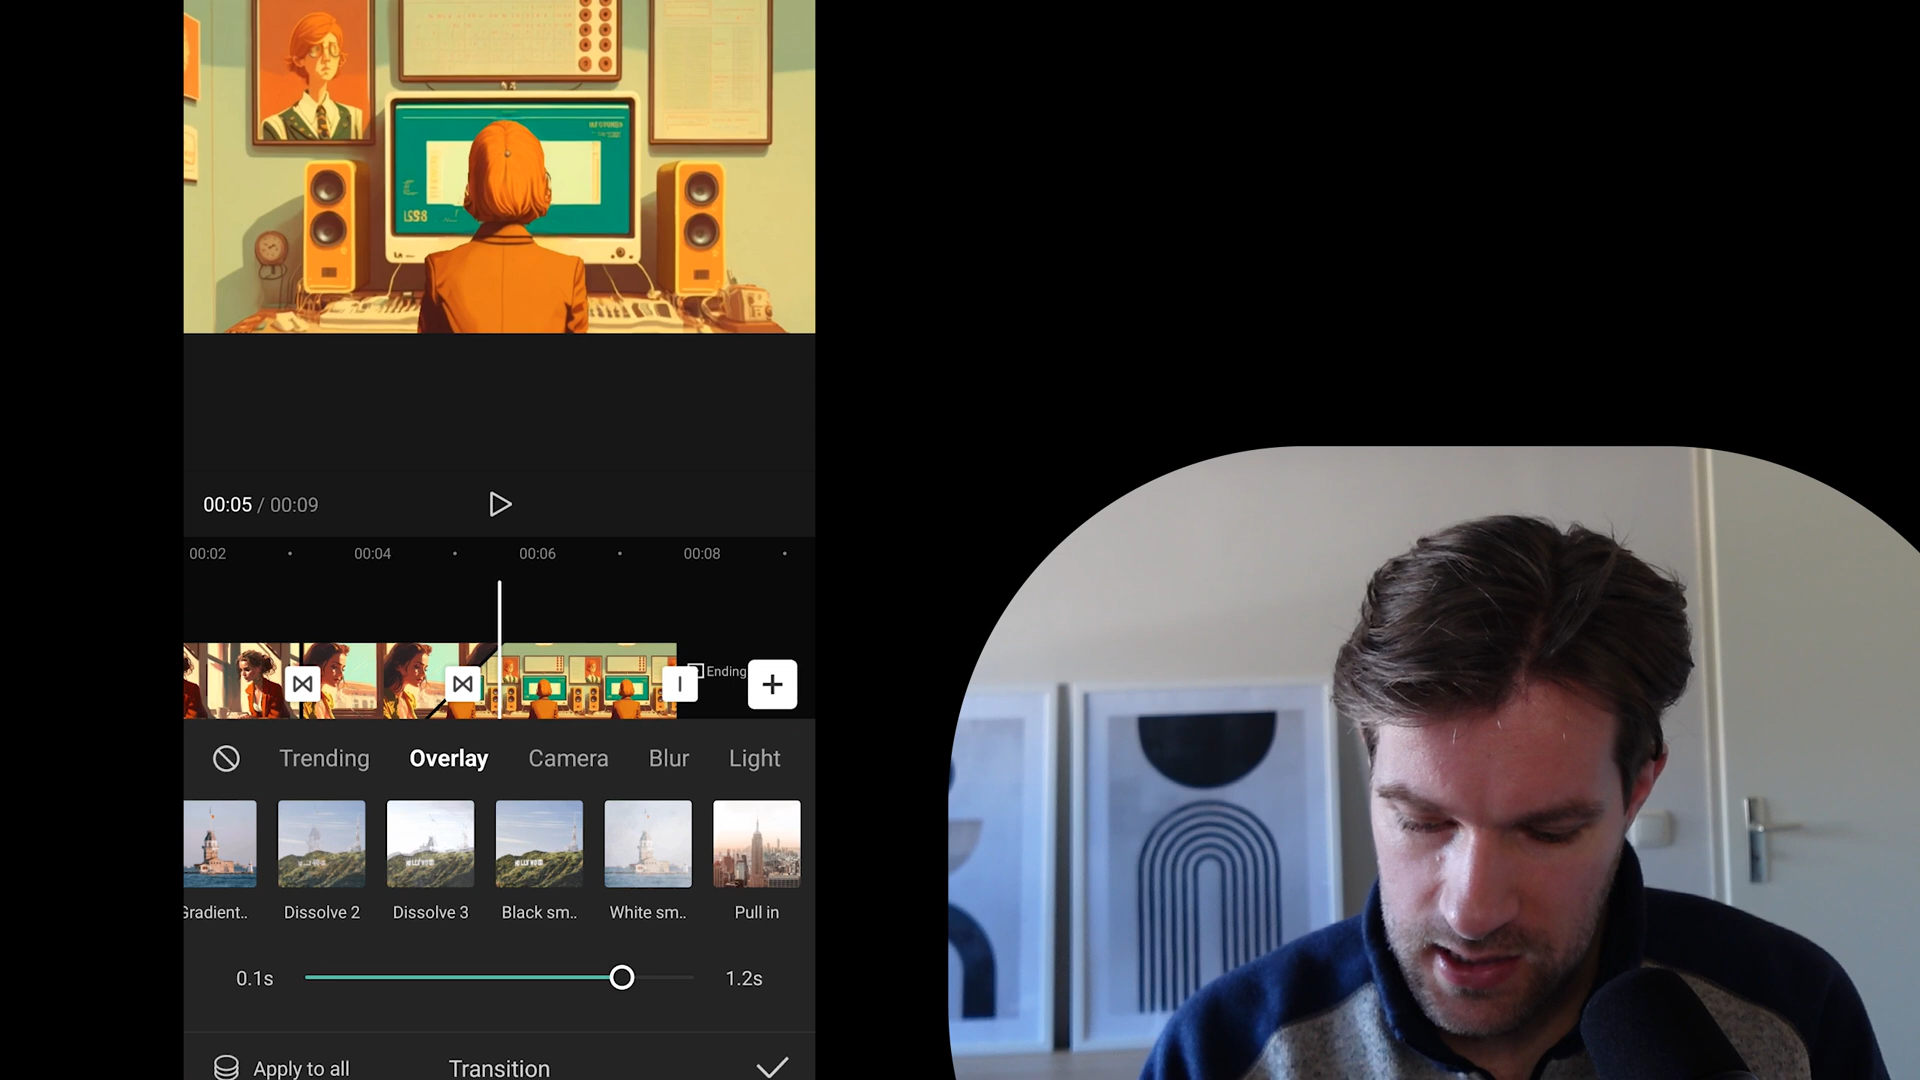 00:05 / 00:09
00:02 00:04 00:06 00:08
Ending
Trending Overlay Camera Blur Light
Gradient.. Dissolve 2 Dissolve 3 Black sm.. White sm.. Pull in
0.1s 1.2s
Apply to all Transition